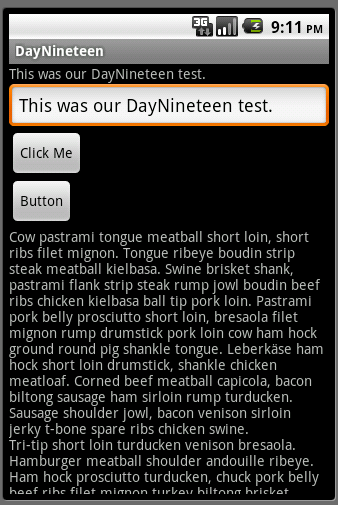 3G
9:11 PM
DayNineteen
This was our DayNineteen test.
This was our DayNineteen test.
Click Me
Button
Cow pastrami tongue meatball short loin, short
ribs filet mignon. Tongue ribeye boudin strip
steak meatball kielbasa. Swine brisket shank,
pastrami flank strip steak rump jowl boudin beef
ribs chicken kielbasa ball tip pork loin. Pastrami
pork belly prosciutto short loin, bresaola filet
mignon rump drumstick pork loin cow ham hock
ground round pig shankle tongue. Leberkäse ham
hock short loin drumstick, shankle chicken
meatloaf. Corned beef meatball capicola, bacon
biltong sausage ham sirloin rump turducken.
Sausage shoulder jowl, bacon venison sirloin
jerky t-bone spare ribs chicken swine.
Tri-tip short loin turducken venison bresaola.
Hamburger meatball shoulder andouille ribeye.
Ham hock prosciutto turducken, chuck pork belly
beef ribs filet mignon turkey biltong brisket